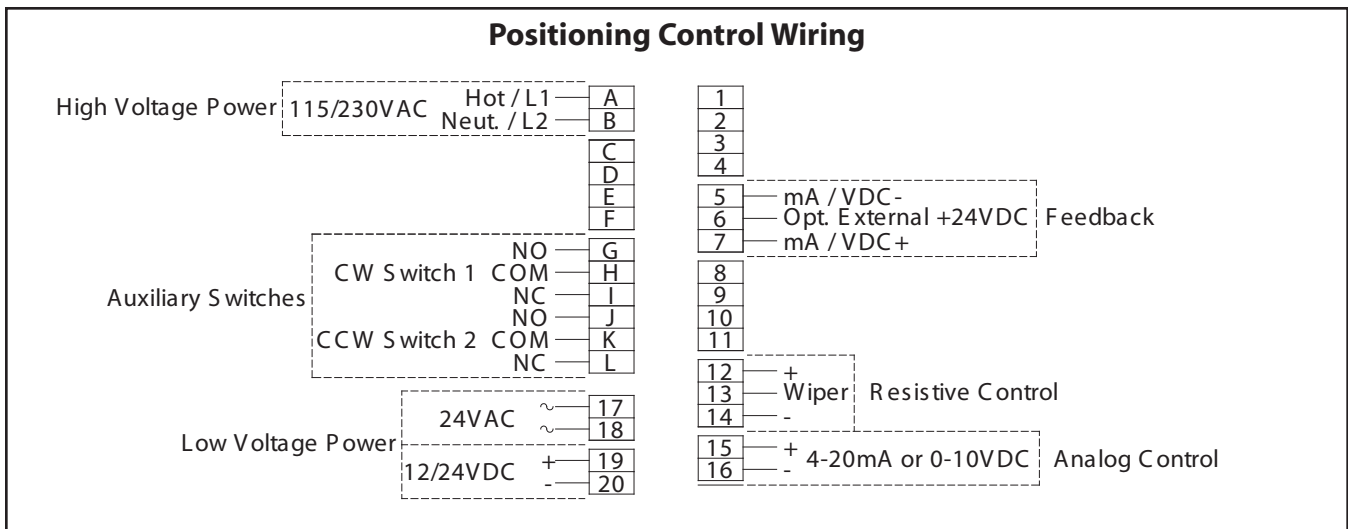 Positioning Control Wiring
High Voltage Power 115/230VAC Hot / L1 A
Neut. / L2 B
C
D
E
F
Auxiliary Switches
NO G
CW Switch 1 COM H
NC I
NO J
CCW Switch 2 COM K
NC L
Low Voltage Power
24VAC ~ 17
~ 18
12/24VDC + 19
- 20
1
2
3
4
5 mA / VDC-
6 Opt. External +24VDC Feedback
7 mA / VDC+
8
9
10
11
12 +
13 Wiper Resistive Control
14 -
15 + 4-20mA or 0-10VDC Analog Control
16 -